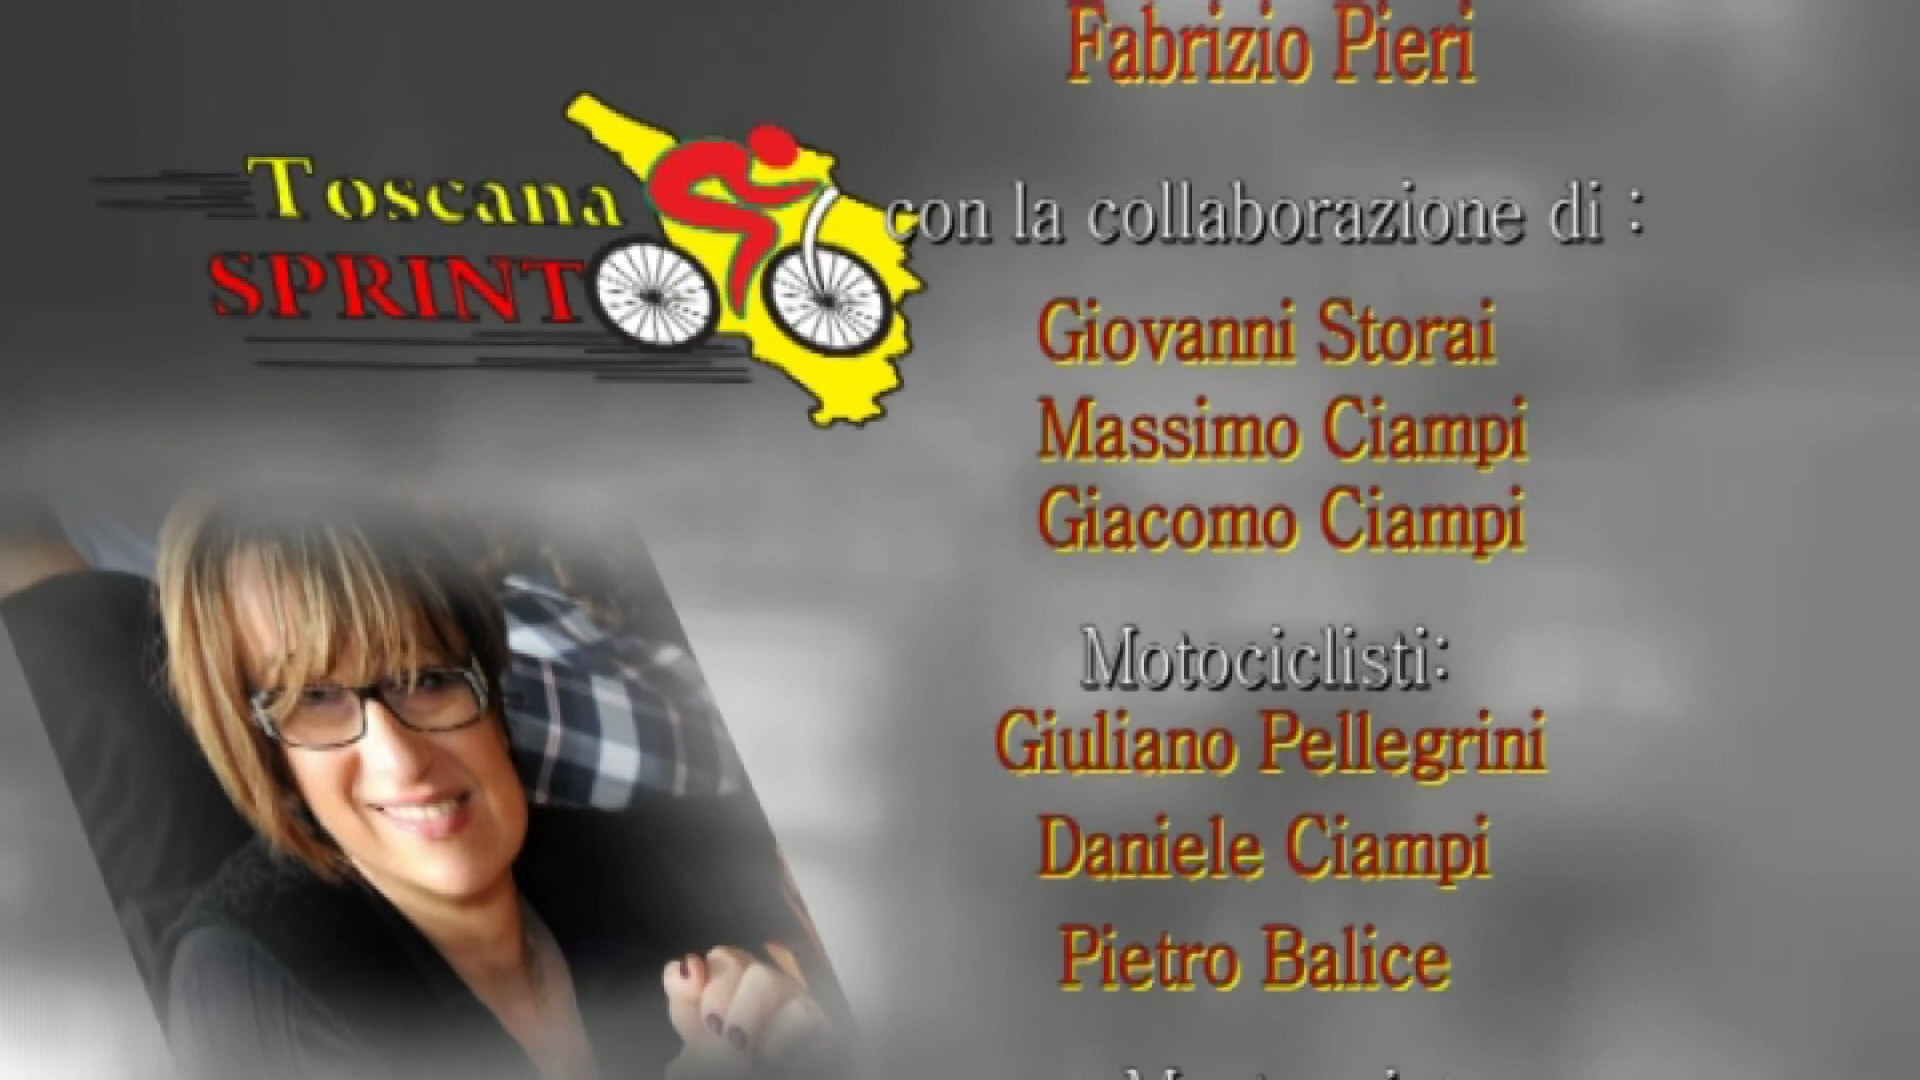 Fabrizio Pieri
Toscana
SPRINT
con la collaborazione di :
Giovanni Storai
Massimo Ciampi
Giacomo Ciampi
Motociclisti:
Giuliano Pellegrini
Daniele Ciampi
Pietro Balice